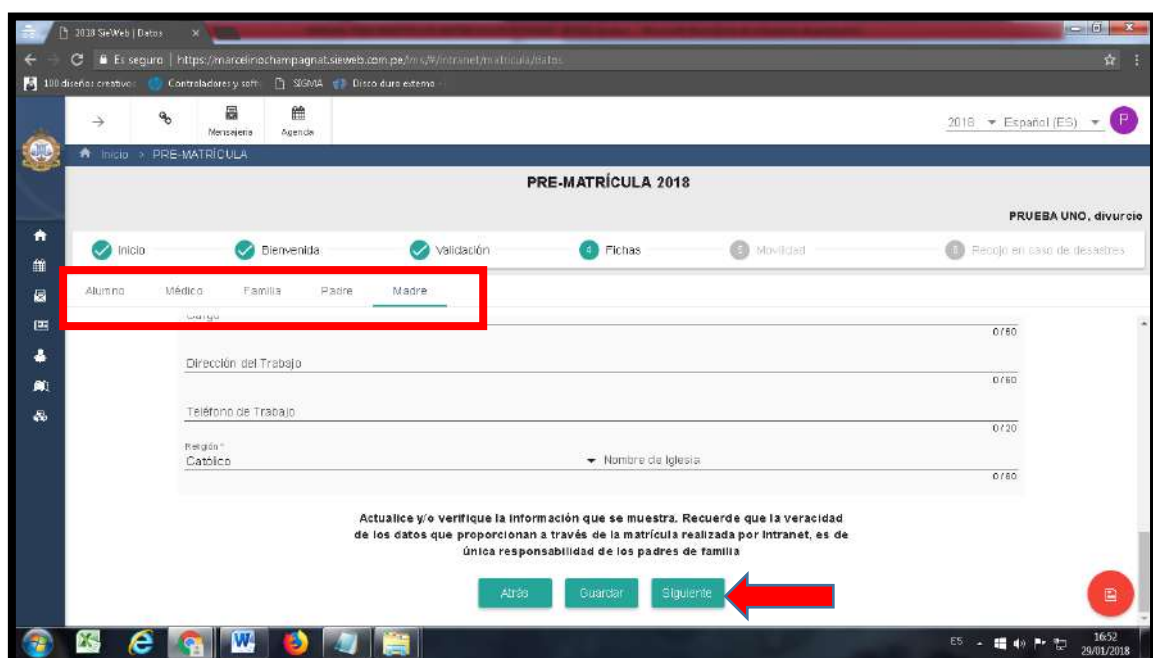 2018 SieWeb | Datos
Es seguro | https://marcelinochampagnat.sieweb.com.pe/ms/#/intranet/matricula/datos
100 diseños creativos Controladores y soft SIGMA Disco duro externo -
Mensajería Agenda 2018 Español (ES) P
Inicio > PRE-MATRÍCULA
PRE-MATRÍCULA 2018
PRUEBA UNO, divurcio
Inicio Bienvenida Validación 4 Fichas 5 Movilidad 6 Recojo en caso de desastres
Alumno Médico Familia Padre Madre
Cargo
0/60
Dirección del Trabajo
0/60
Teléfono de Trabajo
0/20
Religión *
Católico Nombre de Iglesia
0/60
Actualice y/o verifique la información que se muestra. Recuerde que la veracidad
de los datos que proporcionan a través de la matrícula realizada por Intranet, es de
única responsabilidad de los padres de familia
Atrás Guardar Siguiente
ES 16:52
29/01/2018